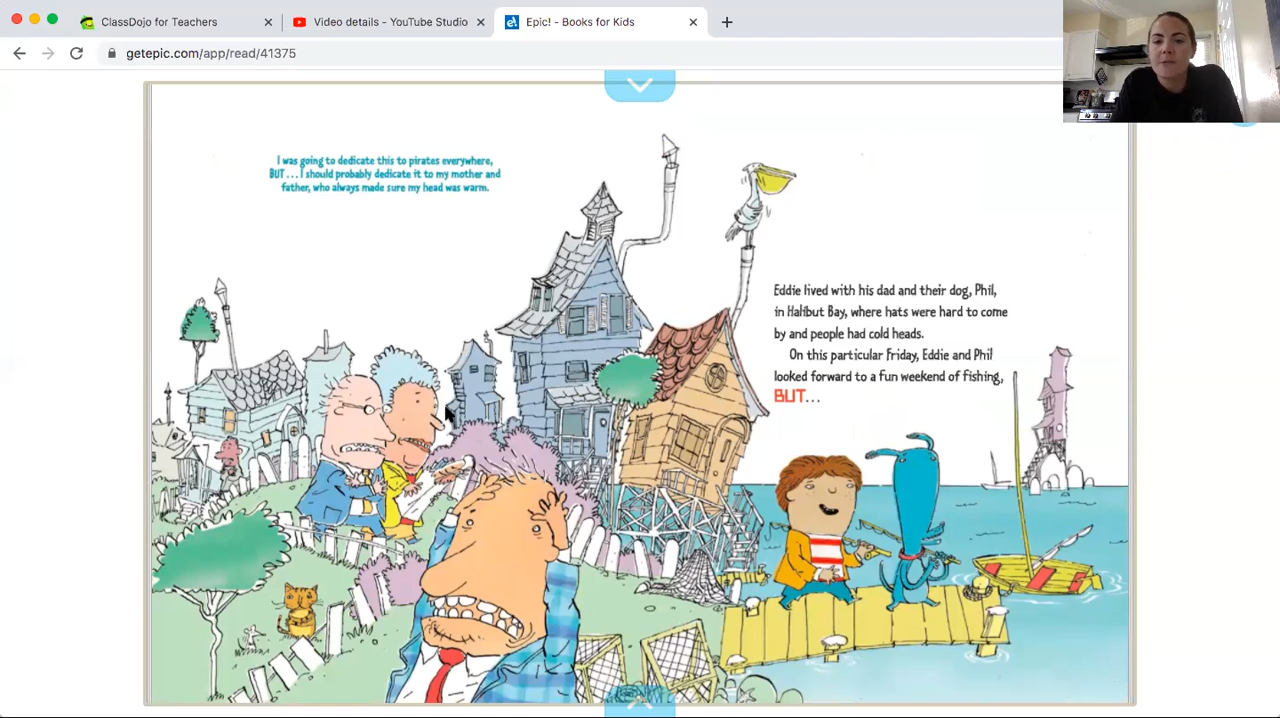 ClassDojo for Teachers
Video details - YouTube Studio
Epic! - Books for Kids
getepic.com/app/read/41375
I was going to dedicate this to pirates everywhere,
BUT... I should probably dedicate it to my mother and
father, who always made sure my head was warm.
Eddie lived with his dad and their dog, Phil,
in Halibut Bay, where hats were hard to come
by and people had cold heads.
On this particular Friday, Eddie and Phil
looked forward to a fun weekend of fishing,
BUT...